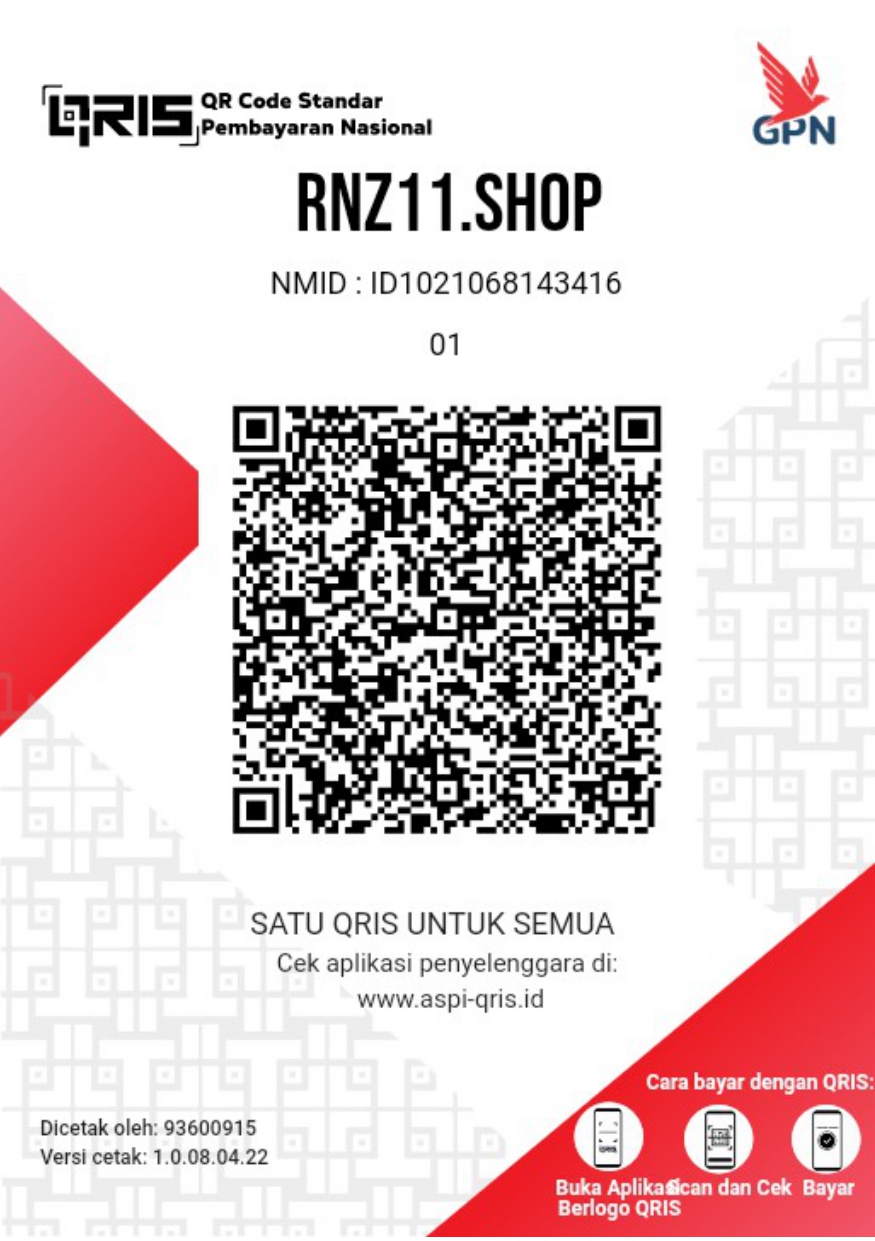 QRIS QR Code Standar
Pembayaran Nasional
GPN
RNZ11.SHOP
NMID : ID1021068143416
01
SATU QRIS UNTUK SEMUA
Cek aplikasi penyelenggara di:
www.aspi-qris.id
Dicetak oleh: 93600915
Versi cetak: 1.0.08.04.22
Cara bayar dengan QRIS:
Buka Aplikasi
Berlogo QRIS
Scan dan Cek
Bayar